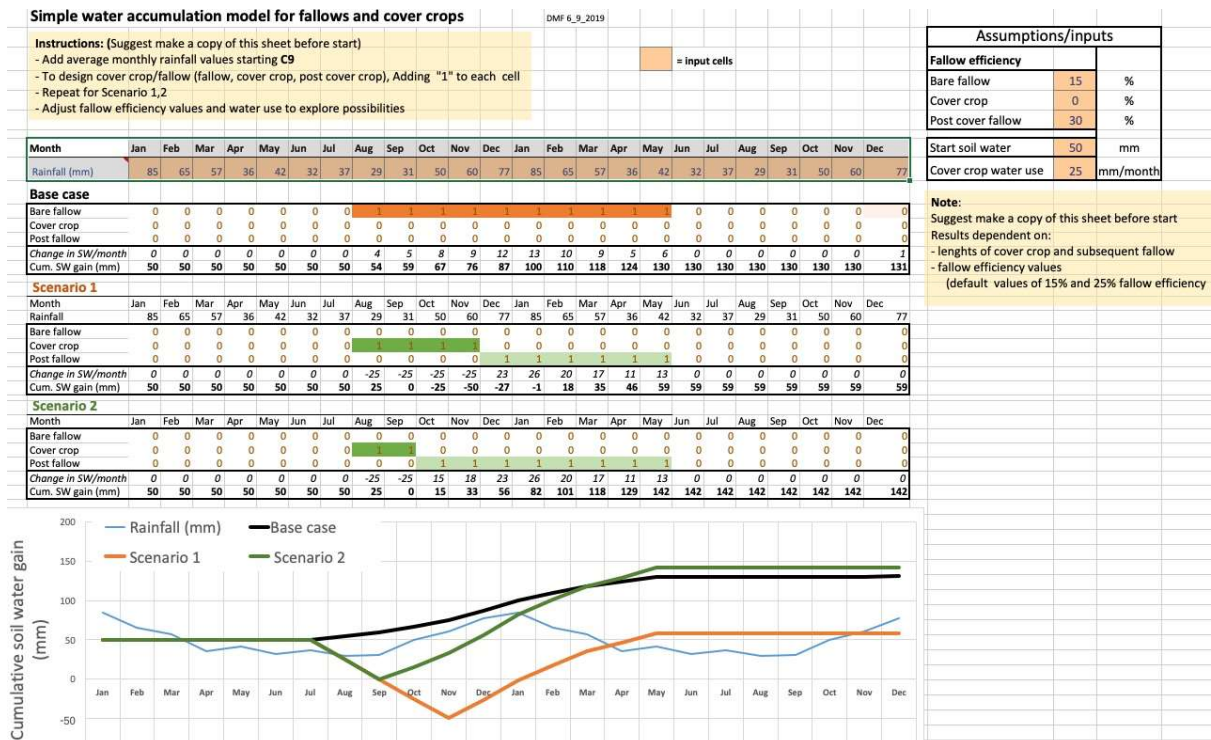 Simple water accumulation model for fallows and cover crops DMF 6_9_2019
Instructions: (Suggest make a copy of this sheet before start)
- Add average monthly rainfall values starting C9
- To design cover crop/fallow (fallow, cover crop, post cover crop), Adding "1" to each cell
- Repeat for Scenario 1,2
- Adjust fallow efficiency values and water use to explore possibilities
= input cells
Assumptions/inputs
Fallow efficiency
Bare fallow 15 %
Cover crop 0 %
Post cover fallow 30 %
Start soil water 50 mm
Cover crop water use 25 mm/month
Month Jan Feb Mar Apr May Jun Jul Aug Sep Oct Nov Dec Jan Feb Mar Apr May Jun Jul Aug Sep Oct Nov Dec
Rainfall (mm) 85 65 57 36 42 32 37 29 31 50 60 77 85 65 57 36 42 32 37 29 31 50 60 77
Base case
Bare fallow 0 0 0 0 0 0 0 1 1 1 1 1 1 1 1 1 1 0 0 0 0 0 0 0
Cover crop 0 0 0 0 0 0 0 0 0 0 0 0 0 0 0 0 0 0 0 0 0 0 0 0
Post fallow 0 0 0 0 0 0 0 0 0 0 0 0 0 0 0 0 0 0 0 0 0 0 0 0
Change in SW/month 0 0 0 0 0 0 0 4 5 8 9 12 13 10 9 5 6 0 0 0 0 0 0 1
Cum. SW gain (mm) 50 50 50 50 50 50 50 54 59 67 76 87 100 110 118 124 130 130 130 130 130 130 130 131
Note:
Suggest make a copy of this sheet before start
Results dependent on:
- lenghts of cover crop and subsequent fallow
- fallow efficiency values
(default values of 15% and 25% fallow efficiency
Scenario 1
Month Jan Feb Mar Apr May Jun Jul Aug Sep Oct Nov Dec Jan Feb Mar Apr May Jun Jul Aug Sep Oct Nov Dec
Rainfall 85 65 57 36 42 32 37 29 31 50 60 77 85 65 57 36 42 32 37 29 31 50 60 77
Bare fallow 0 0 0 0 0 0 0 0 0 0 0 0 0 0 0 0 0 0 0 0 0 0 0 0
Cover crop 0 0 0 0 0 0 0 1 1 1 1 0 0 0 0 0 0 0 0 0 0 0 0 0
Post fallow 0 0 0 0 0 0 0 0 0 0 0 1 1 1 1 1 1 0 0 0 0 0 0 0
Change in SW/month 0 0 0 0 0 0 0 -25 -25 -25 -25 23 26 20 17 11 13 0 0 0 0 0 0 0
Cum. SW gain (mm) 50 50 50 50 50 50 50 25 0 -25 -50 -27 -1 18 35 46 59 59 59 59 59 59 59 59
Scenario 2
Month Jan Feb Mar Apr May Jun Jul Aug Sep Oct Nov Dec Jan Feb Mar Apr May Jun Jul Aug Sep Oct Nov Dec
Bare fallow 0 0 0 0 0 0 0 0 0 0 0 0 0 0 0 0 0 0 0 0 0 0 0 0
Cover crop 0 0 0 0 0 0 0 1 1 0 0 0 0 0 0 0 0 0 0 0 0 0 0 0
Post fallow 0 0 0 0 0 0 0 0 0 1 1 1 1 1 1 1 1 0 0 0 0 0 0 0
Change in SW/month 0 0 0 0 0 0 0 -25 -25 15 18 23 26 20 17 11 13 0 0 0 0 0 0 0
Cum. SW gain (mm) 50 50 50 50 50 50 50 25 0 15 33 56 82 101 118 129 142 142 142 142 142 142 142 142
Cumulative soil water gain
(mm)
Rainfall (mm) Base case
Scenario 1 Scenario 2
200
150
100
50
0
-50
Jan Feb Mar Apr May Jun Jul Aug Sep Oct Nov Dec Jan Feb Mar Apr May Jun Jul Aug Sep Oct Nov Dec